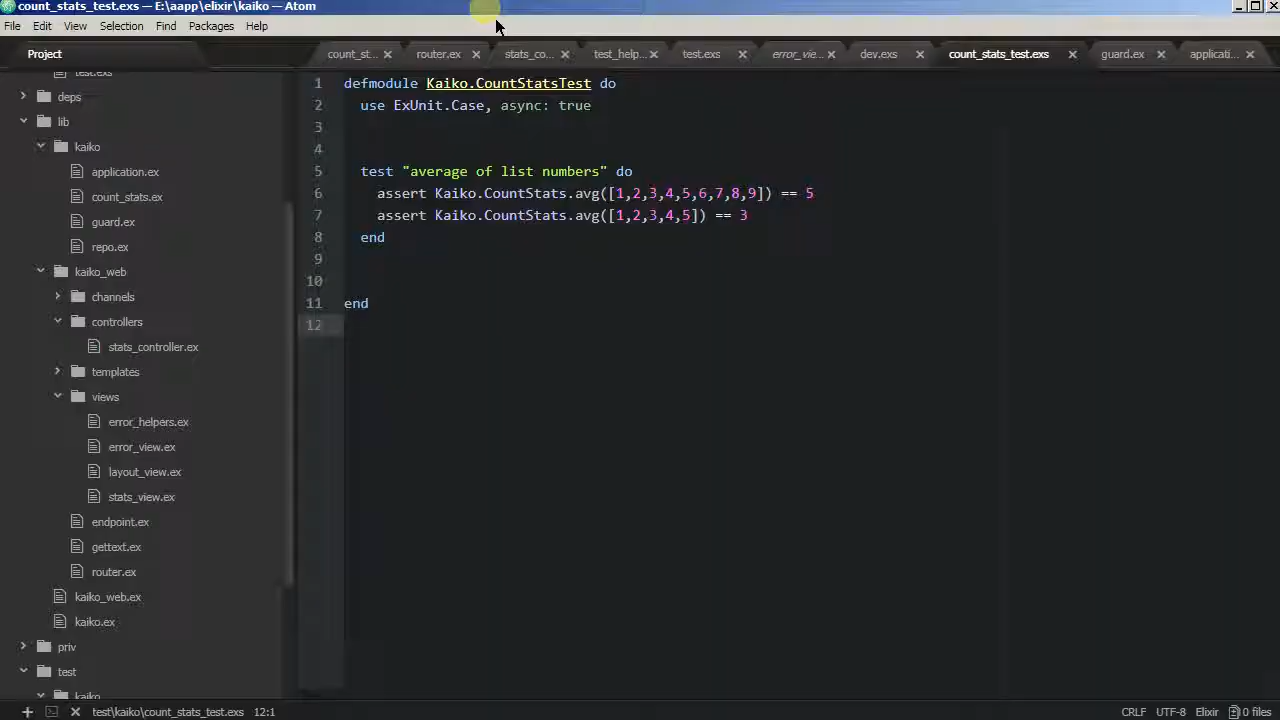 count_stats_test.exs — E:\aapp\elixir\kaiko — Atom
File Edit View Selection Find Packages Help
Project
count_st...
router.ex
stats_co...
test_help...
test.exs
error_vie...
dev.exs
count_stats_test.exs
guard.ex
applicati...
test.exs
deps
lib
kaiko
application.ex
count_stats.ex
guard.ex
repo.ex
kaiko_web
channels
controllers
stats_controller.ex
templates
views
error_helpers.ex
error_view.ex
layout_view.ex
stats_view.ex
endpoint.ex
gettext.ex
router.ex
kaiko_web.ex
kaiko.ex
priv
test
kaiko
1 defmodule Kaiko.CountStatsTest do
2 use ExUnit.Case, async: true
3
4
5 test "average of list numbers" do
6 assert Kaiko.CountStats.avg([1,2,3,4,5,6,7,8,9]) == 5
7 assert Kaiko.CountStats.avg([1,2,3,4,5]) == 3
8 end
9
10
11 end
12
test\kaiko\count_stats_test.exs 12:1
CRLF UTF-8 Elixir 0 files